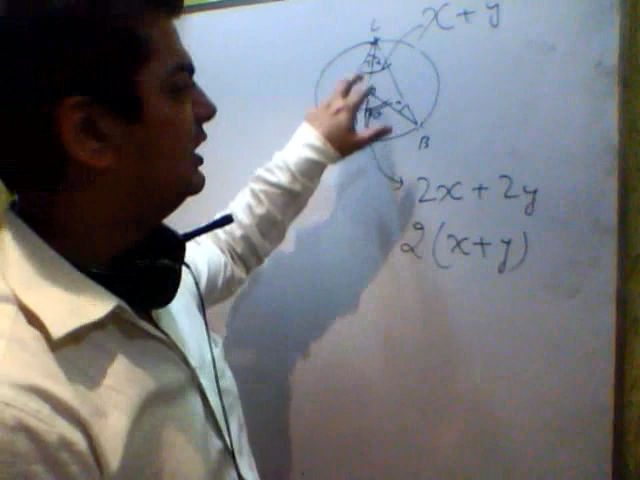 x + y
B
2x + 2y
2(x+y)